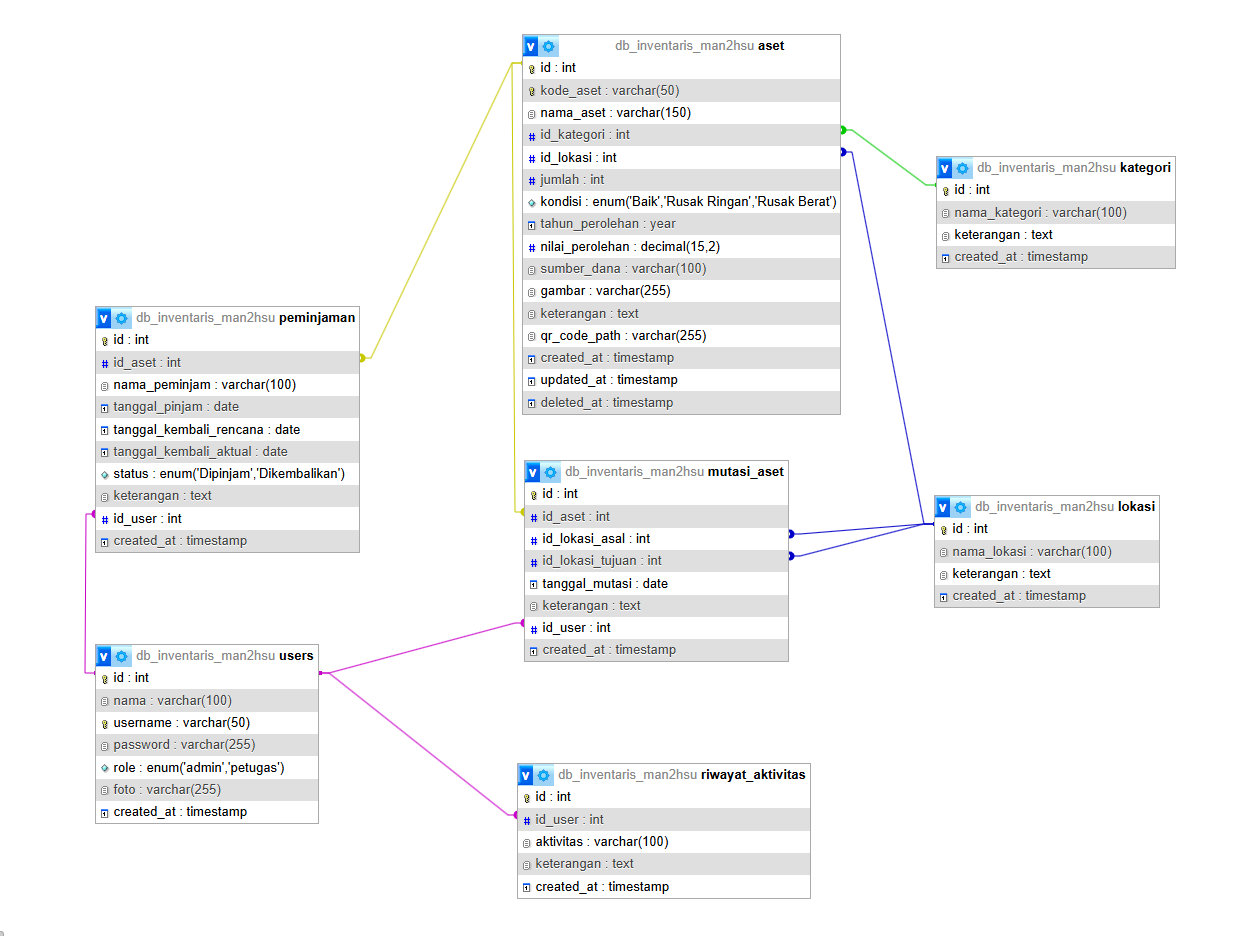 db_inventaris_man2hsu aset
id : int
kode_aset : varchar(50)
nama_aset : varchar(150)
id_kategori : int
id_lokasi : int
jumlah : int
kondisi : enum('Baik','Rusak Ringan','Rusak Berat')
tahun_perolehan : year
nilai_perolehan : decimal(15,2)
sumber_dana : varchar(100)
gambar : varchar(255)
keterangan : text
qr_code_path : varchar(255)
created_at : timestamp
updated_at : timestamp
deleted_at : timestamp
db_inventaris_man2hsu kategori
id : int
nama_kategori : varchar(100)
keterangan : text
created_at : timestamp
db_inventaris_man2hsu peminjaman
id : int
id_aset : int
nama_peminjam : varchar(100)
tanggal_pinjam : date
tanggal_kembali_rencana : date
tanggal_kembali_aktual : date
status : enum('Dipinjam','Dikembalikan')
keterangan : text
id_user : int
created_at : timestamp
db_inventaris_man2hsu mutasi_aset
id : int
id_aset : int
id_lokasi_asal : int
id_lokasi_tujuan : int
tanggal_mutasi : date
keterangan : text
id_user : int
created_at : timestamp
db_inventaris_man2hsu lokasi
id : int
nama_lokasi : varchar(100)
keterangan : text
created_at : timestamp
db_inventaris_man2hsu users
id : int
nama : varchar(100)
username : varchar(50)
password : varchar(255)
role : enum('admin','petugas')
foto : varchar(255)
created_at : timestamp
db_inventaris_man2hsu riwayat_aktivitas
id : int
id_user : int
aktivitas : varchar(100)
keterangan : text
created_at : timestamp